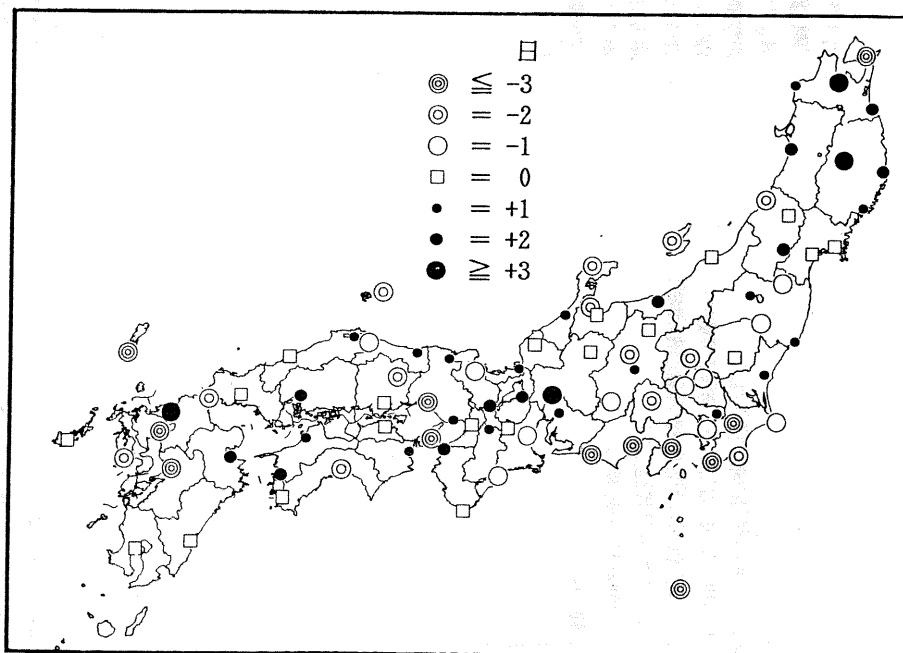 日
◎ ≦ -3
◎ = -2
○ = -1
□ = 0
● = +1
● = +2
● ≧ +3